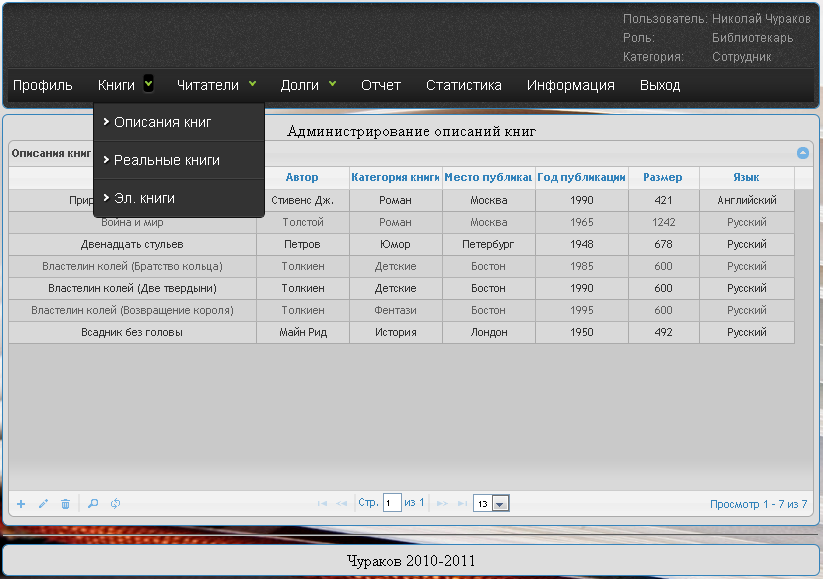 Пользователь: Николай Чураков
Роль: Библиотекарь
Категория: Сотрудник
Профиль Книги Читатели Долги Отчет Статистика Информация Выход
Описания книг
Реальные книги
Эл. книги
Администрирование описаний книг
Описания книг
Автор Категория книги Место публикац Год публикации Размер Язык
Стивенс Дж. Роман Москва 1990 421 Английский
Война и мир Толстой Роман Москва 1965 1242 Русский
Двенадцать стульев Петров Юмор Петербург 1948 678 Русский
Властелин колей (Братство кольца) Толкиен Детские Бостон 1985 600 Русский
Властелин колей (Две твердыни) Толкиен Детские Бостон 1990 600 Русский
Властелин колей (Возвращение короля) Толкиен Фентази Бостон 1995 600 Русский
Всадник без головы Майн Рид История Лондон 1950 492 Русский
Стр. 1 из 1 13 Просмотр 1 - 7 из 7
Чураков 2010-2011